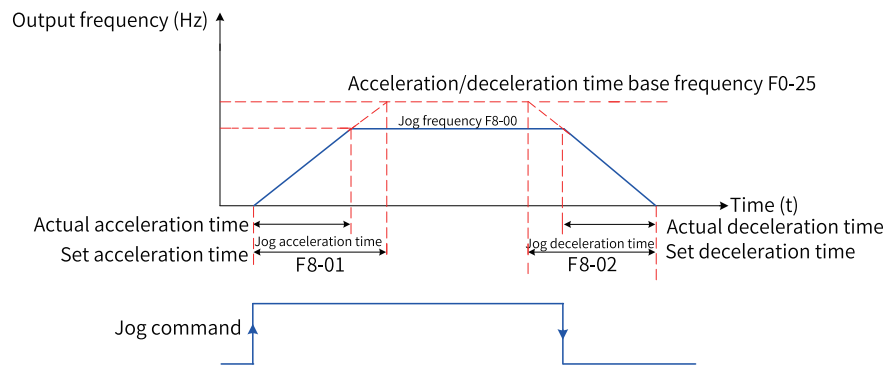 Output frequency (Hz)
Acceleration/deceleration time base frequency F0-25
Jog frequency F8-00
Time (t)
Actual acceleration time
Actual deceleration time
Jog acceleration time
Jog deceleration time
Set acceleration time
F8-01
F8-02
Set deceleration time
Jog command